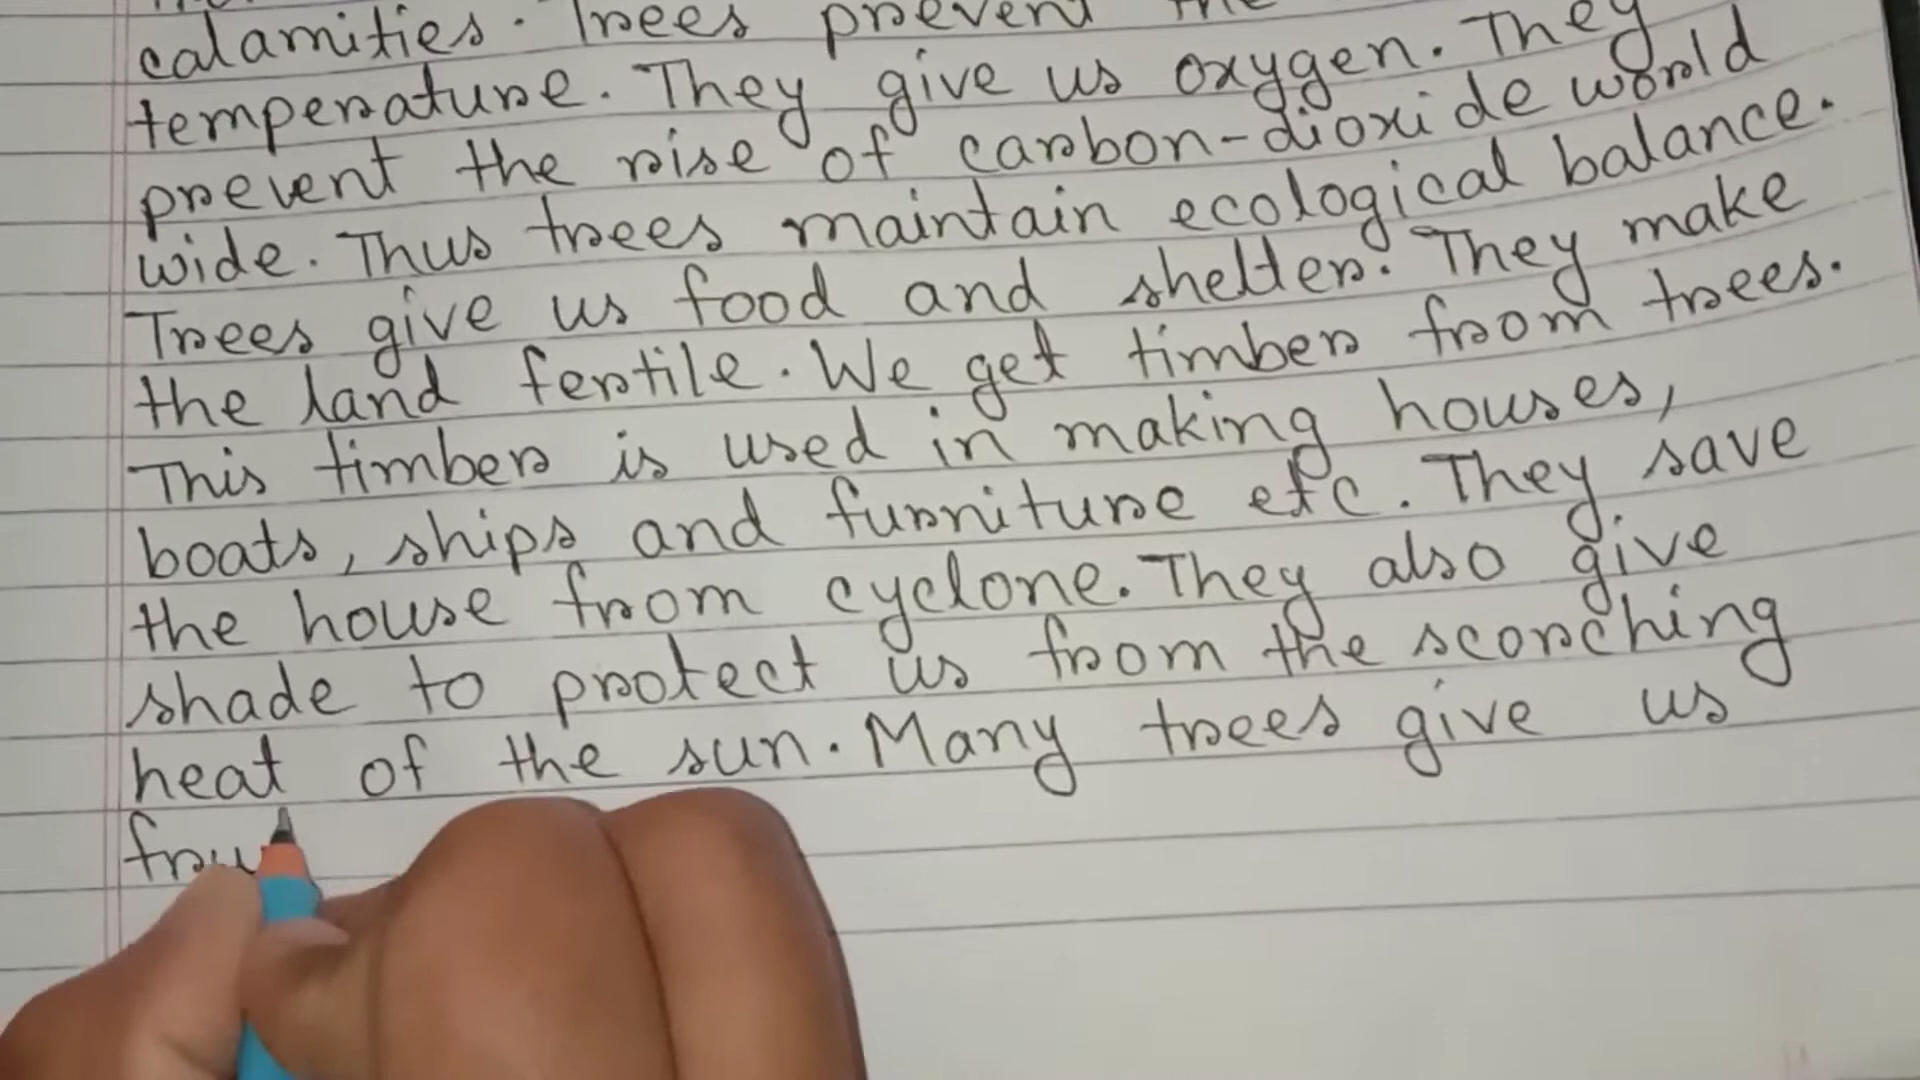 calamities. Trees prevent the
temperature. They give us oxygen. They
prevent the rise of carbon-dioxide world
wide. Thus trees maintain ecological balance.
Trees give us food and shelter. They make
the land fertile. We get timber from trees.
This timber is used in making houses,
boats, ships and furniture etc. They save
the house from cyclone. They also give
shade to protect us from the scorching
heat of the sun. Many trees give us
fru